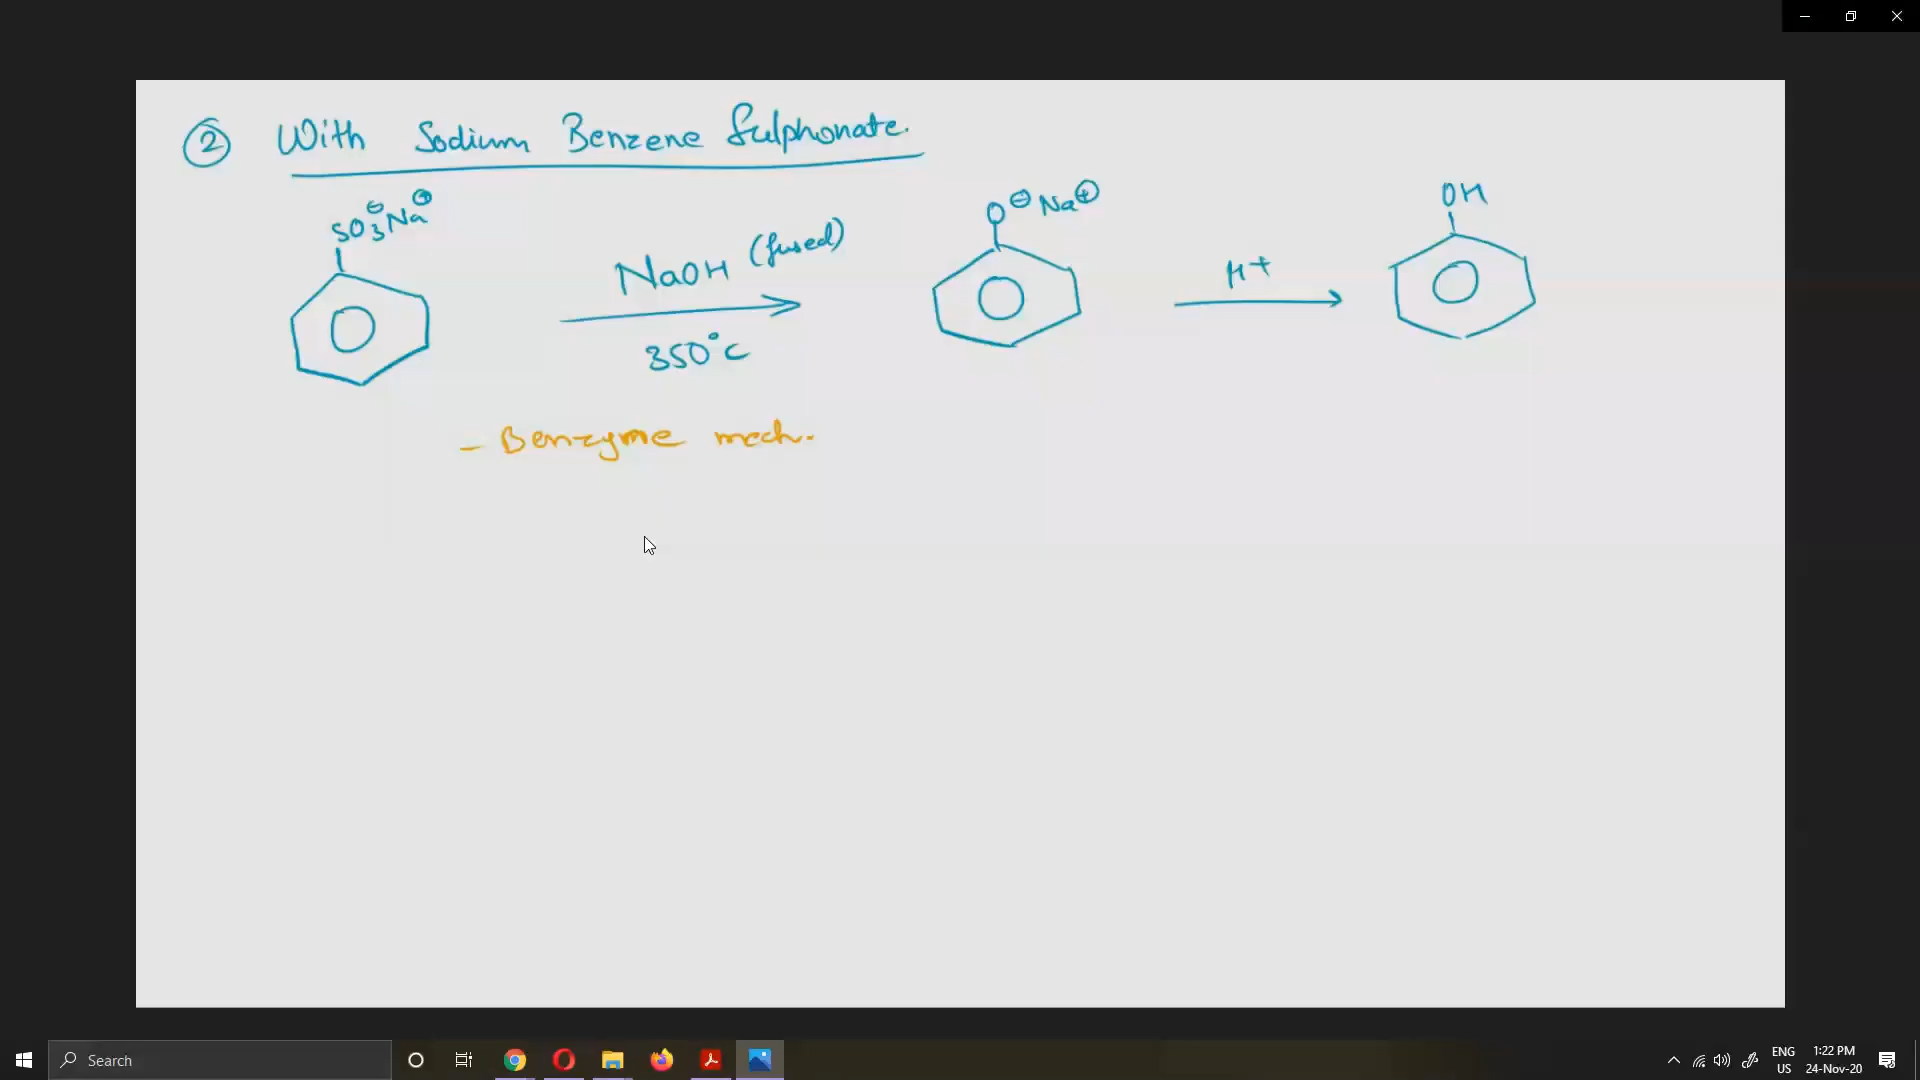 ② With Sodium Benzene Sulphonate.
SO₃⊖Na⊕
NaOH (fused)
350°C
O⊖Na⊕
H+
OH
- Benzyme mech.
Search
ENG
US
1:22 PM
24-Nov-20